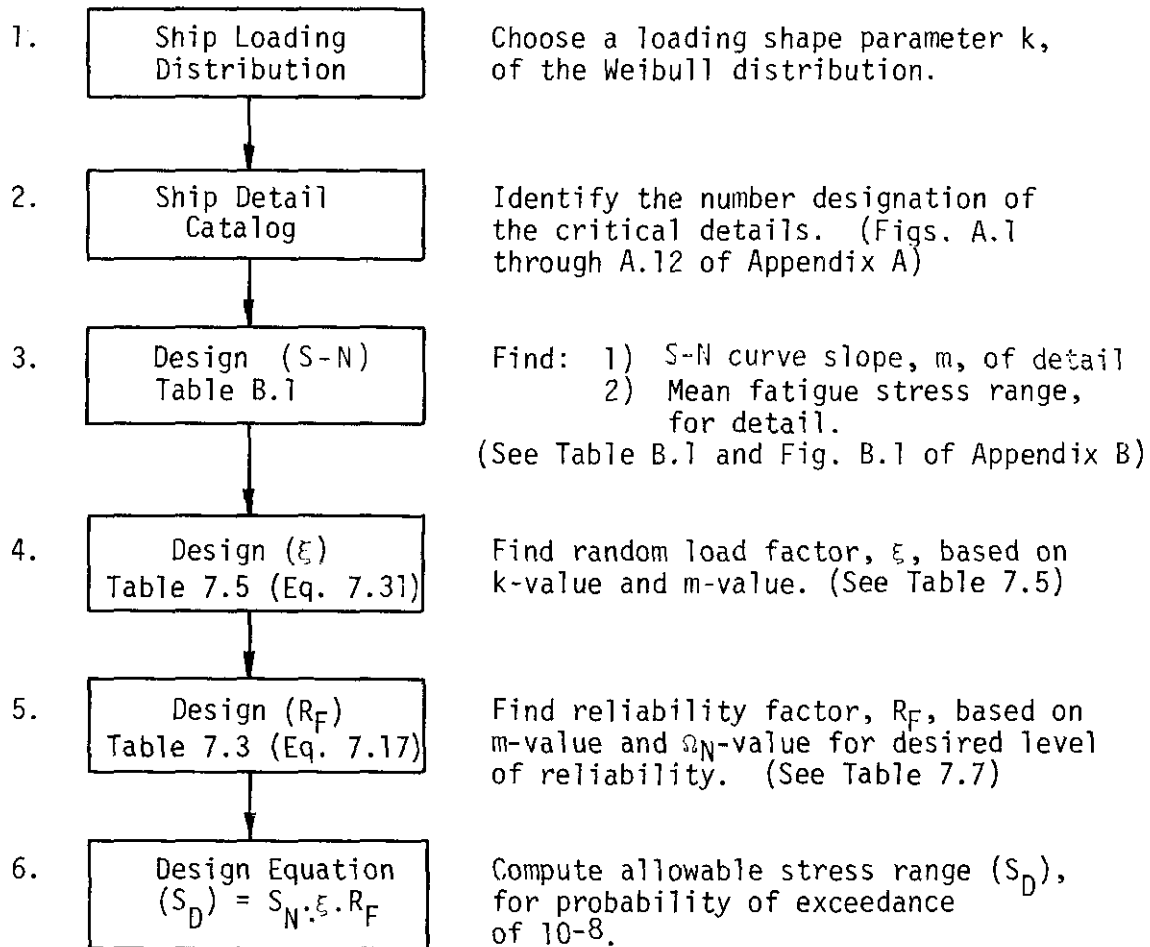 1.
Ship Loading
Distribution
Choose a loading shape parameter k,
of the Weibull distribution.
2.
Ship Detail
Catalog
Identify the number designation of
the critical details. (Figs. A.1
through A.12 of Appendix A)
3.
Design (S-N)
Table B.1
Find: 1) S-N curve slope, m, of detail
2) Mean fatigue stress range,
for detail.
(See Table B.1 and Fig. B.1 of Appendix B)
4.
Design (ξ)
Table 7.5 (Eq. 7.31)
Find random load factor, ξ, based on
k-value and m-value. (See Table 7.5)
5.
Design (R_F)
Table 7.3 (Eq. 7.17)
Find reliability factor, R_F, based on
m-value and Ω_N-value for desired level
of reliability. (See Table 7.7)
6.
Design Equation
(S_D) = S_N.ξ.R_F
Compute allowable stress range (S_D),
for probability of exceedance
of 10⁻⁸.